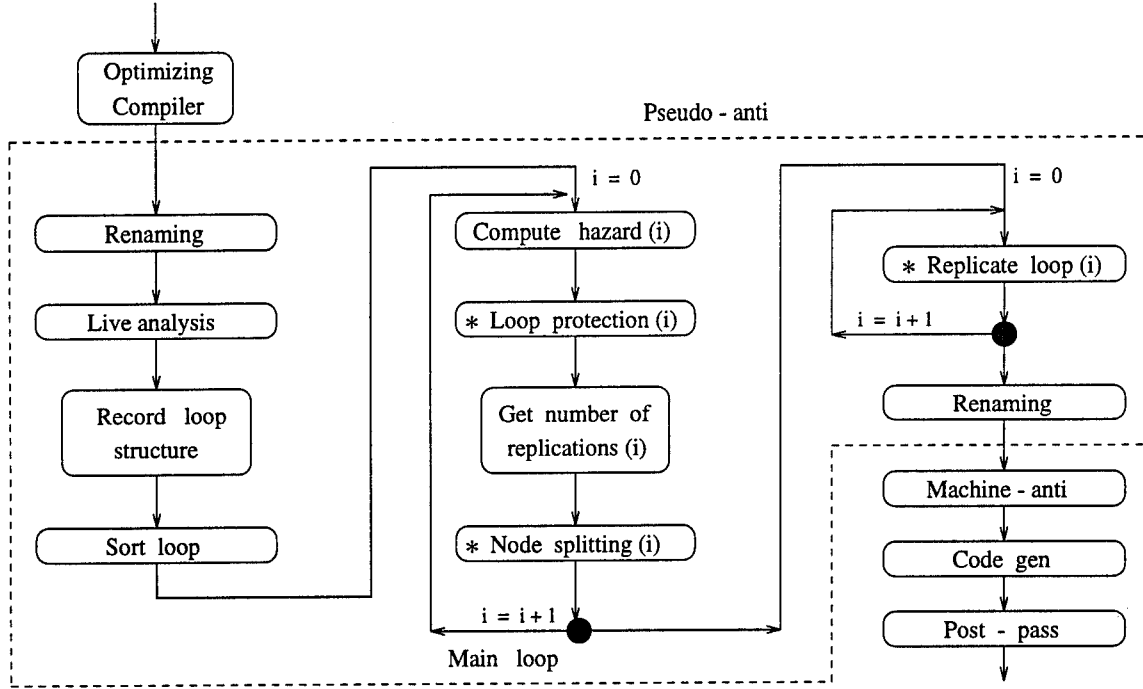 Optimizing
Compiler
Pseudo - anti
Renaming
Live analysis
Record loop
structure
Sort loop
i = 0
Compute hazard (i)
* Loop protection (i)
Get number of
replications (i)
* Node splitting (i)
i = i + 1
Main loop
i = 0
* Replicate loop (i)
i = i + 1
Renaming
Machine - anti
Code gen
Post - pass